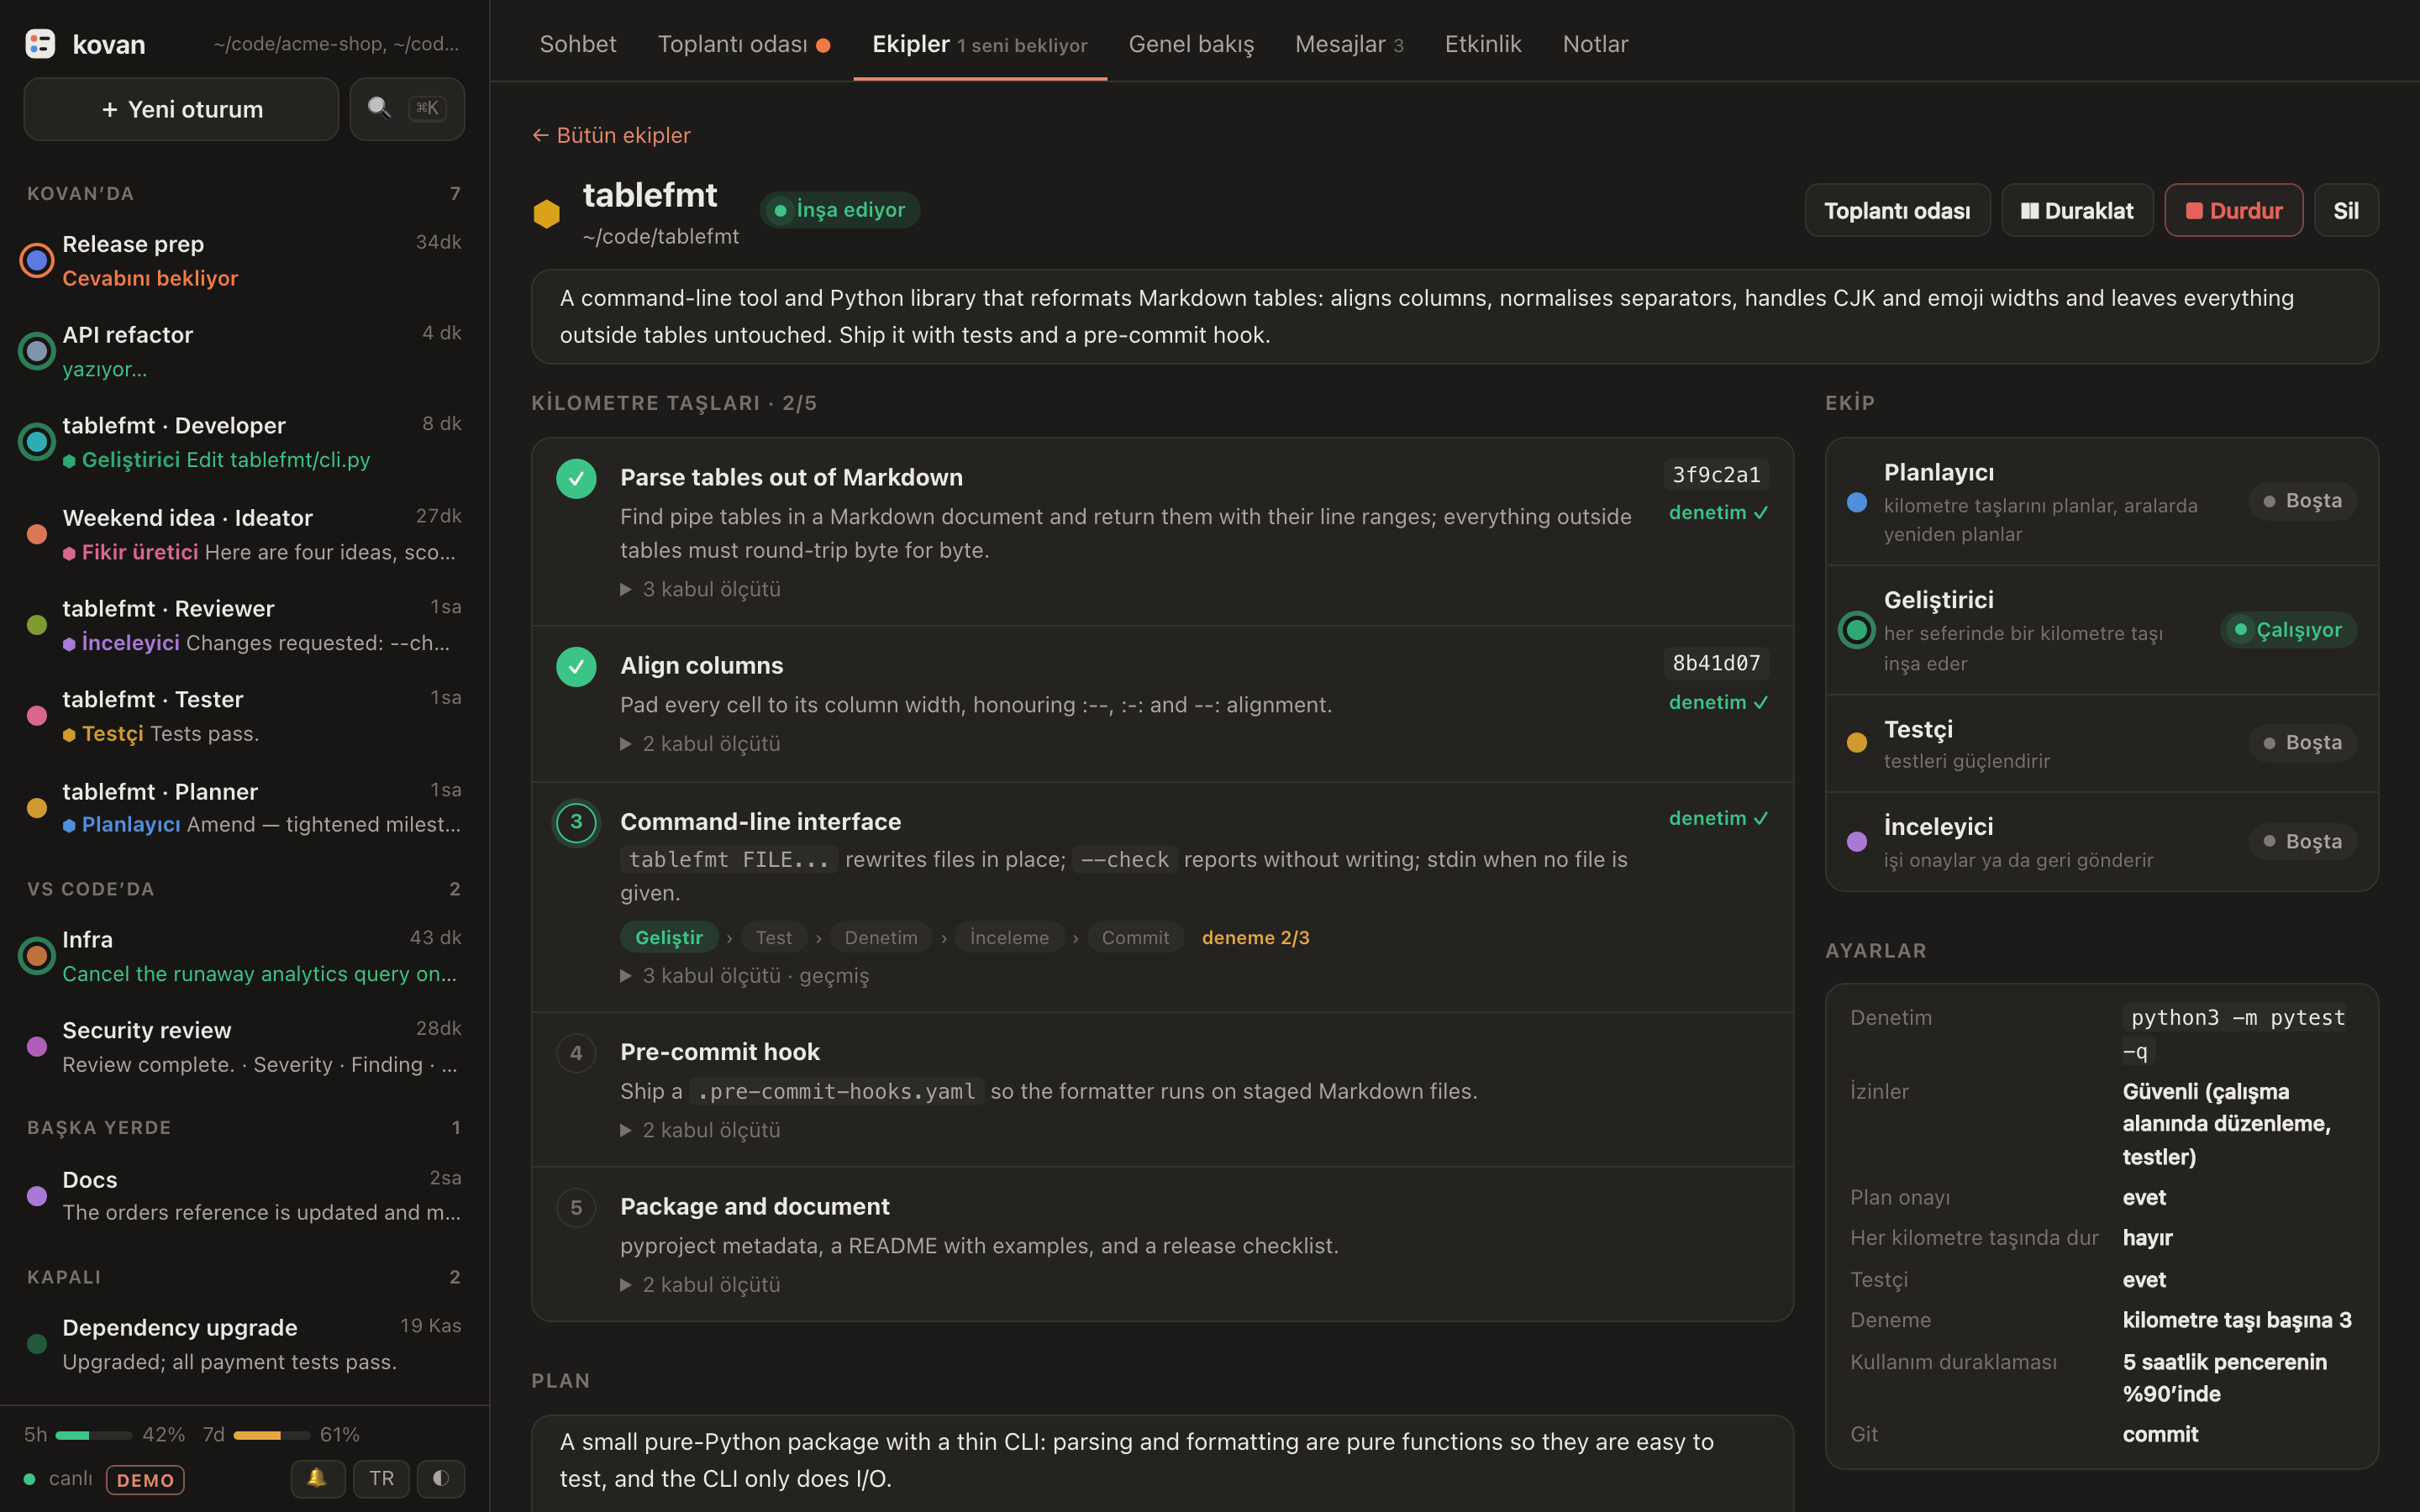 kovan
~/code/acme-shop, ~/cod...
+ Yeni oturum
⌘K
KOVAN'DA 7
Release prep 34dk
Cevabını bekliyor
API refactor 4 dk
yazıyor...
tablefmt · Developer 8 dk
Geliştirici Edit tablefmt/cli.py
Weekend idea · Ideator 27dk
Fikir üretici Here are four ideas, sco...
tablefmt · Reviewer 1sa
İnceleyici Changes requested: --ch...
tablefmt · Tester 1sa
Testçi Tests pass.
tablefmt · Planner 1sa
Planlayıcı Amend — tightened milest...
VS CODE'DA 2
Infra 43 dk
Cancel the runaway analytics query on...
Security review 28dk
Review complete. · Severity · Finding · ...
BAŞKA YERDE 1
Docs 2sa
The orders reference is updated and m...
KAPALI 2
Dependency upgrade 19 Kas
Upgraded; all payment tests pass.
5h 42% 7d 61%
canlı DEMO TR
Sohbet Toplantı odası Ekipler 1 seni bekliyor Genel bakış Mesajlar 3 Etkinlik Notlar
← Bütün ekipler
tablefmt İnşa ediyor
~/code/tablefmt
Toplantı odası Duraklat Durdur Sil
A command-line tool and Python library that reformats Markdown tables: aligns columns, normalises separators, handles CJK and emoji widths and leaves everything
outside tables untouched. Ship it with tests and a pre-commit hook.
KİLOMETRE TAŞLARI · 2/5
✓ Parse tables out of Markdown 3f9c2a1
Find pipe tables in a Markdown document and return them with their line ranges; everything outside denetim ✓
tables must round-trip byte for byte.
▶ 3 kabul ölçütü
✓ Align columns 8b41d07
Pad every cell to its column width, honouring :--, :-: and --: alignment. denetim ✓
▶ 2 kabul ölçütü
3 Command-line interface denetim ✓
tablefmt FILE... rewrites files in place; --check reports without writing; stdin when no file is
given.
Geliştir › Test › Denetim › İnceleme › Commit deneme 2/3
▶ 3 kabul ölçütü · geçmiş
4 Pre-commit hook
Ship a .pre-commit-hooks.yaml so the formatter runs on staged Markdown files.
▶ 2 kabul ölçütü
5 Package and document
pyproject metadata, a README with examples, and a release checklist.
▶ 2 kabul ölçütü
PLAN
A small pure-Python package with a thin CLI: parsing and formatting are pure functions so they are easy to
test, and the CLI only does I/O.
EKİP
Planlayıcı
kilometre taşlarını planlar, aralarda
yeniden planlar
Boşta
Geliştirici
her seferinde bir kilometre taşı
inşa eder
Çalışıyor
Testçi
testleri güçlendirir
Boşta
İnceleyici
işi onaylar ya da geri gönderir
Boşta
AYARLAR
Denetim python3 -m pytest
-q
İzinler Güvenli (çalışma
alanında düzenleme,
testler)
Plan onayı evet
Her kilometre taşında dur hayır
Testçi evet
Deneme kilometre taşı başına 3
Kullanım duraklaması 5 saatlik pencerenin
%90'inde
Git commit